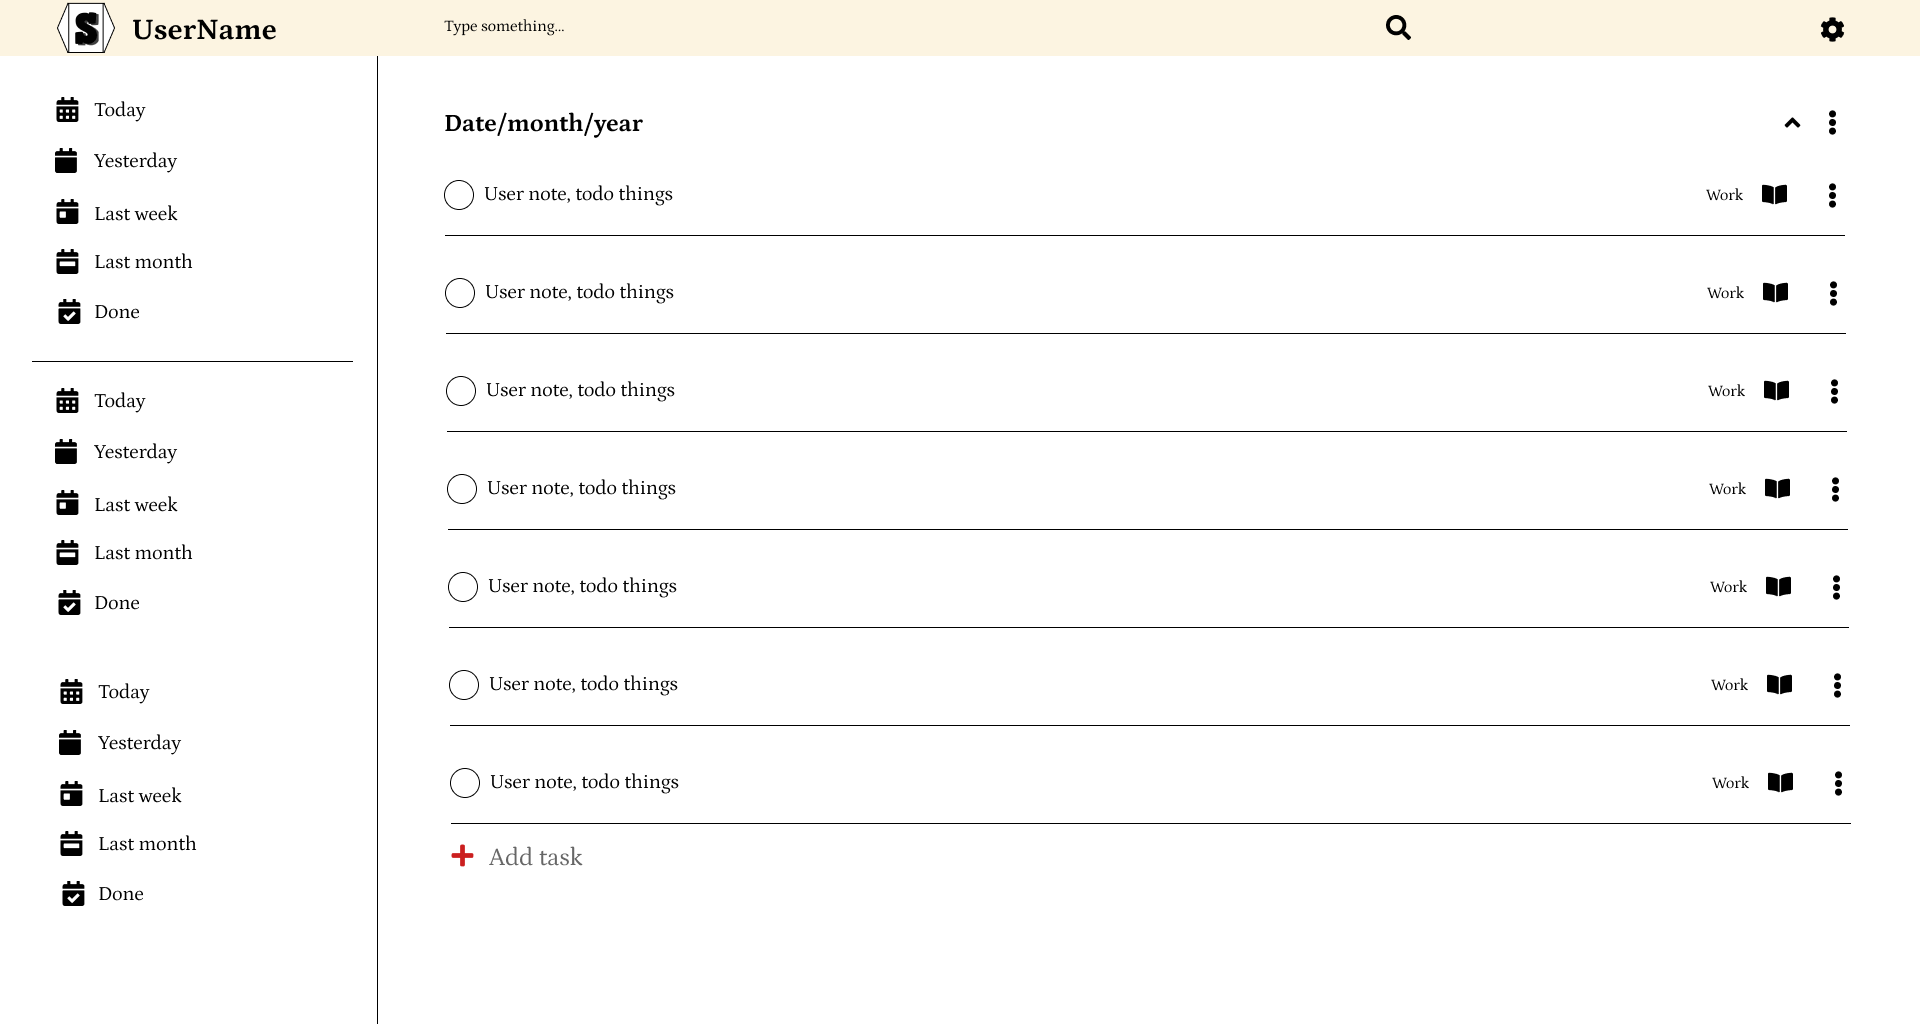 S UserName
Type something...
Today
Yesterday
Last week
Last month
Done
Today
Yesterday
Last week
Last month
Done
Today
Yesterday
Last week
Last month
Done
Date/month/year
User note, todo things
Work
User note, todo things
Work
User note, todo things
Work
User note, todo things
Work
User note, todo things
Work
User note, todo things
Work
User note, todo things
Work
Add task